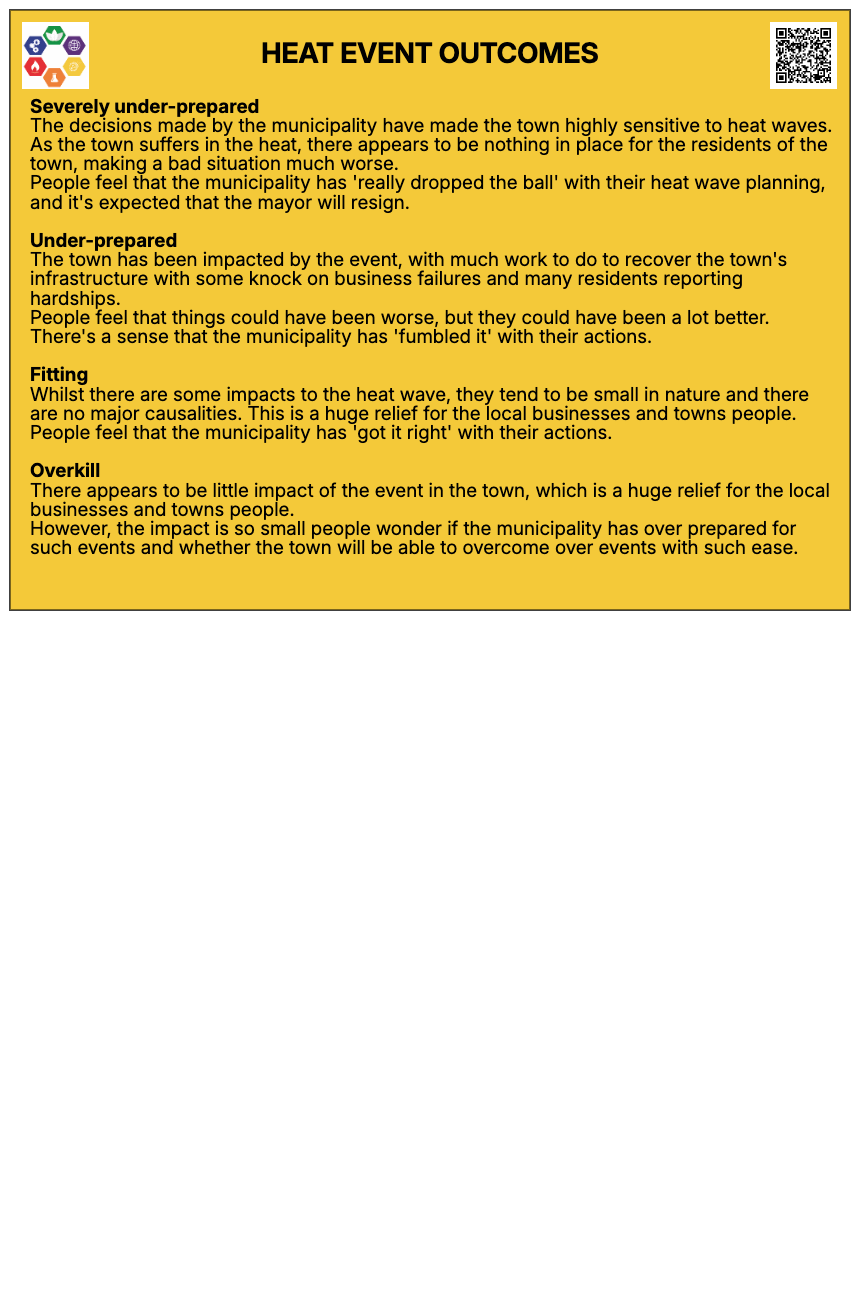 HEAT EVENT OUTCOMES
Severely under-prepared
The decisions made by the municipality have made the town highly sensitive to heat waves.
As the town suffers in the heat, there appears to be nothing in place for the residents of the
town, making a bad situation much worse.
People feel that the municipality has 'really dropped the ball' with their heat wave planning,
and it's expected that the mayor will resign.
Under-prepared
The town has been impacted by the event, with much work to do to recover the town's
infrastructure with some knock on business failures and many residents reporting
hardships.
People feel that things could have been worse, but they could have been a lot better.
There's a sense that the municipality has 'fumbled it' with their actions.
Fitting
Whilst there are some impacts to the heat wave, they tend to be small in nature and there
are no major causalities. This is a huge relief for the local businesses and towns people.
People feel that the municipality has 'got it right' with their actions.
Overkill
There appears to be little impact of the event in the town, which is a huge relief for the local
businesses and towns people.
However, the impact is so small people wonder if the municipality has over prepared for
such events and whether the town will be able to overcome over events with such ease.